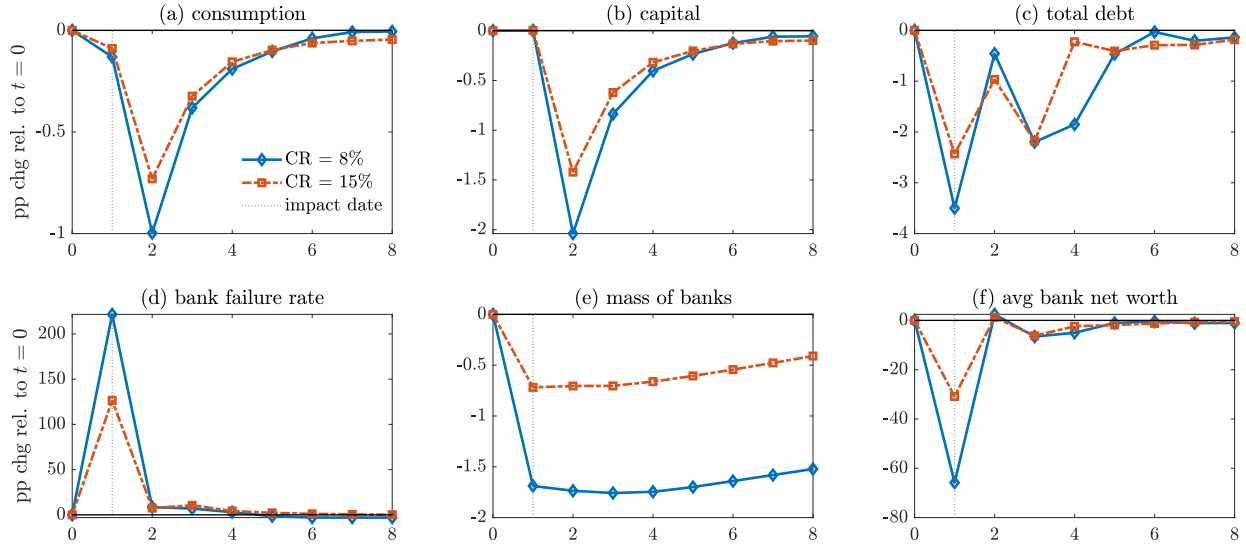 (a) consumption
(b) capital
(c) total debt
pp chg rel. to t = 0
0
-0.5
-1
0 2 4 6 8
CR = 8%
CR = 15%
impact date
0
-0.5
-1
-1.5
-2
0 2 4 6 8
0
-1
-2
-3
-4
0 2 4 6 8
(d) bank failure rate
(e) mass of banks
(f) avg bank net worth
pp chg rel. to t = 0
200
150
100
50
0
0 2 4 6 8
0
-0.5
-1
-1.5
-2
0 2 4 6 8
0
-20
-40
-60
-80
0 2 4 6 8